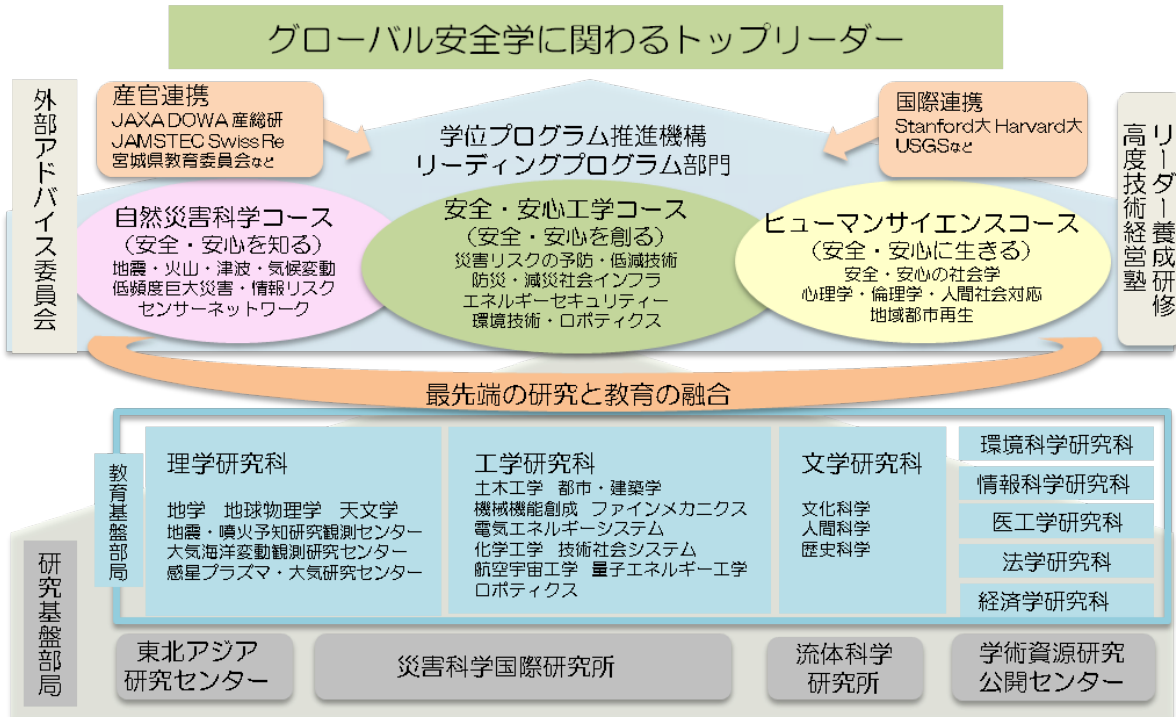 グローバル安全学に関わるトップリーダー
外部アドバイス委員会
産官連携
JAXA DOWA 産総研
JAMSTEC Swiss Re
宮城県教育委員会など
学位プログラム推進機構
リーディングプログラム部門
国際連携
Stanford大 Harvard大
USGSなど
リーダー養成研修
高度技術経営塾
自然災害科学コース
(安全・安心を知る)
地震・火山・津波・気候変動
低頻度巨大災害・情報リスク
センサーネットワーク
安全・安心工学コース
(安全・安心を創る)
災害リスクの予防・低減技術
防災・減災社会インフラ
エネルギーセキュリティー
環境技術・ロボティクス
ヒューマンサイエンスコース
(安全・安心に生きる)
安全・安心の社会学
心理学・倫理学・人間社会対応
地域都市再生
最先端の研究と教育の融合
教育基盤部局
理学研究科
地学 地球物理学 天文学
地震・噴火予知研究観測センター
大気海洋変動観測研究センター
惑星プラズマ・大気研究センター
工学研究科
土木工学 都市・建築学
機械機能創成 ファインメカニクス
電気エネルギーシステム
化学工学 技術社会システム
航空宇宙工学 量子エネルギー工学
ロボティクス
文学研究科
文化科学
人間科学
歴史科学
環境科学研究科
情報科学研究科
医工学研究科
法学研究科
経済学研究科
研究基盤部局
東北アジア
研究センター
災害科学国際研究所
流体科学
研究所
学術資源研究
公開センター